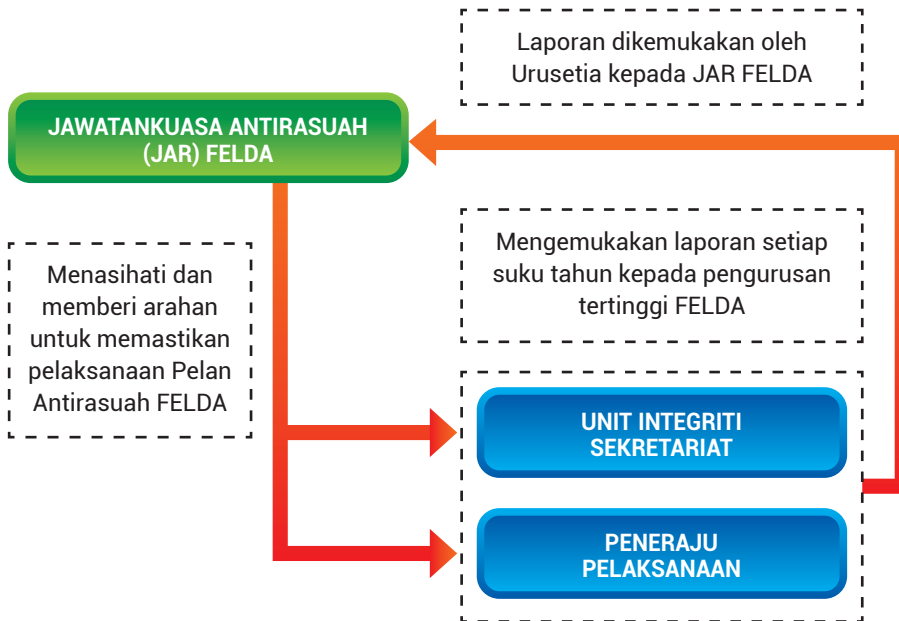 Laporan dikemukakan oleh
Urusetia kepada JAR FELDA
JAWATANKUASA ANTIRASUAH
(JAR) FELDA
Mengemukakan laporan setiap
suku tahun kepada pengurusan
tertinggi FELDA
Menasihati dan
memberi arahan
untuk memastikan
pelaksanaan Pelan
Antirasuah FELDA
UNIT INTEGRITI
SEKRETARIAT
PENERAJU
PELAKSANAAN